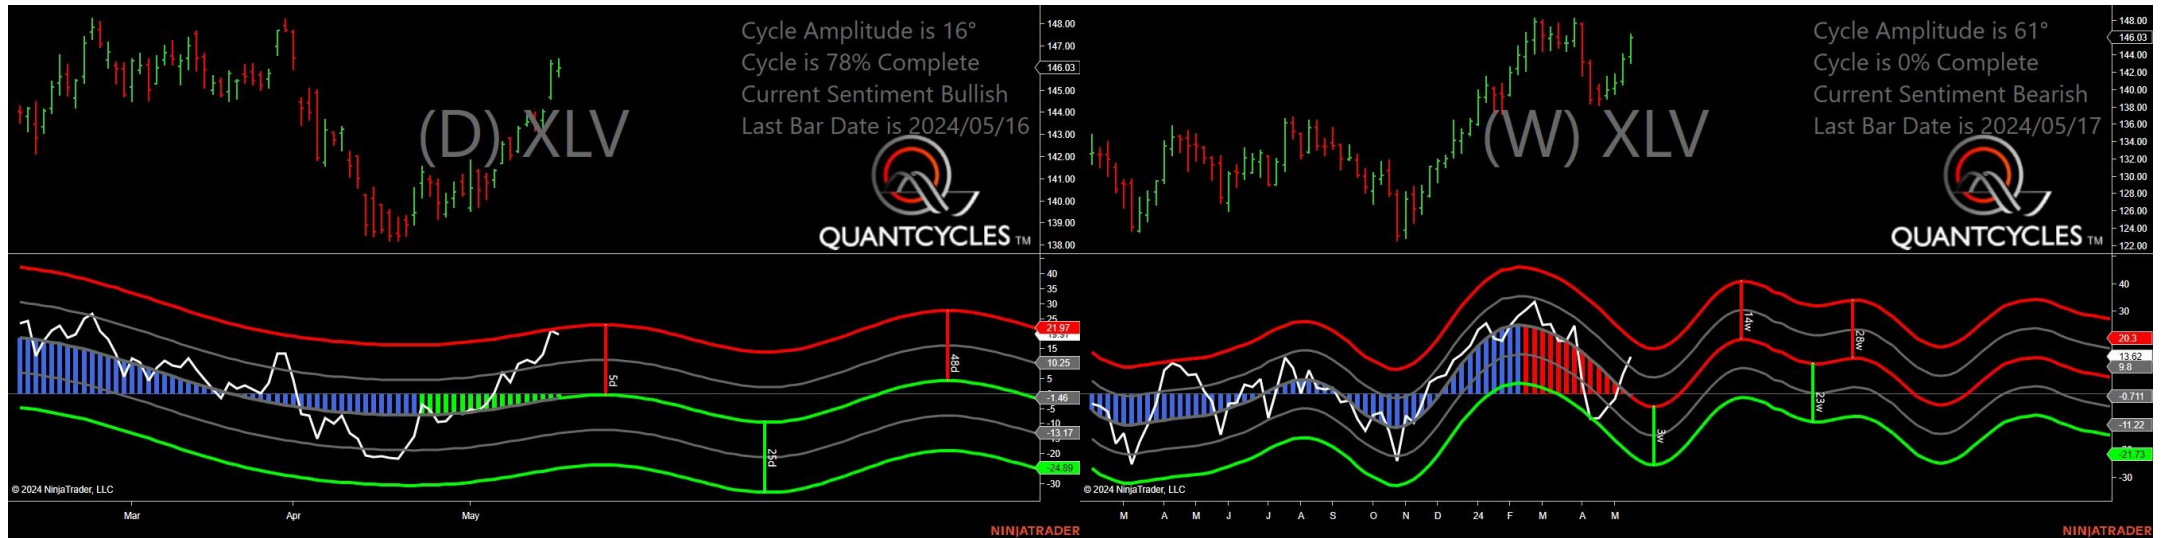 Cycle Amplitude is 16°
Cycle is 78% Complete
Current Sentiment Bullish
Last Bar Date is 2024/05/16
(D) XLV
QUANTCYCLES TM
148.00
147.00
146.03
145.00
144.00
143.00
142.00
141.00
140.00
139.00
138.00
40
35
30
25
21.97
15
10.25
5
-1.46
-5
-10
-13.17
-20
-24.89
-30
5d
25d
48d
© 2024 NinjaTrader, LLC
Mar
Apr
May
NINJATRADER
Cycle Amplitude is 61°
Cycle is 0% Complete
Current Sentiment Bearish
Last Bar Date is 2024/05/17
(W) XLV
QUANTCYCLES TM
148.00
146.03
144.00
142.00
140.00
138.00
136.00
134.00
132.00
130.00
128.00
126.00
124.00
122.00
40
30
20.3
13.62
9.8
-0.711
-11.22
-21.73
-30
3w
14w
23w
28w
© 2024 NinjaTrader, LLC
M A M J J A S O N D 24 F M A M
NINJATRADER